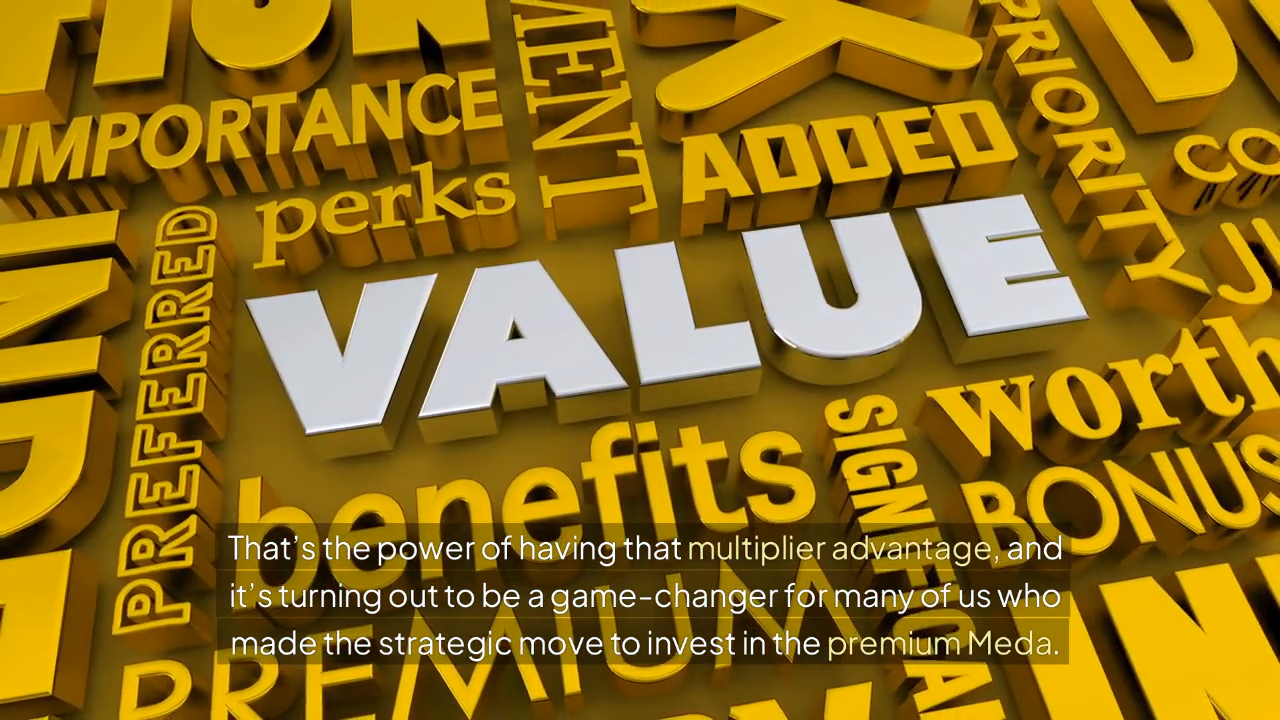 IMPORTANCE
perks
ADDED
PRIORITY
PREFERRED
VALUE
worth
benefits
SIGNIFICAN
BONUS
PREMIUM
That’s the power of having that multiplier advantage, and
it’s turning out to be a game-changer for many of us who
made the strategic move to invest in the premium Meda.